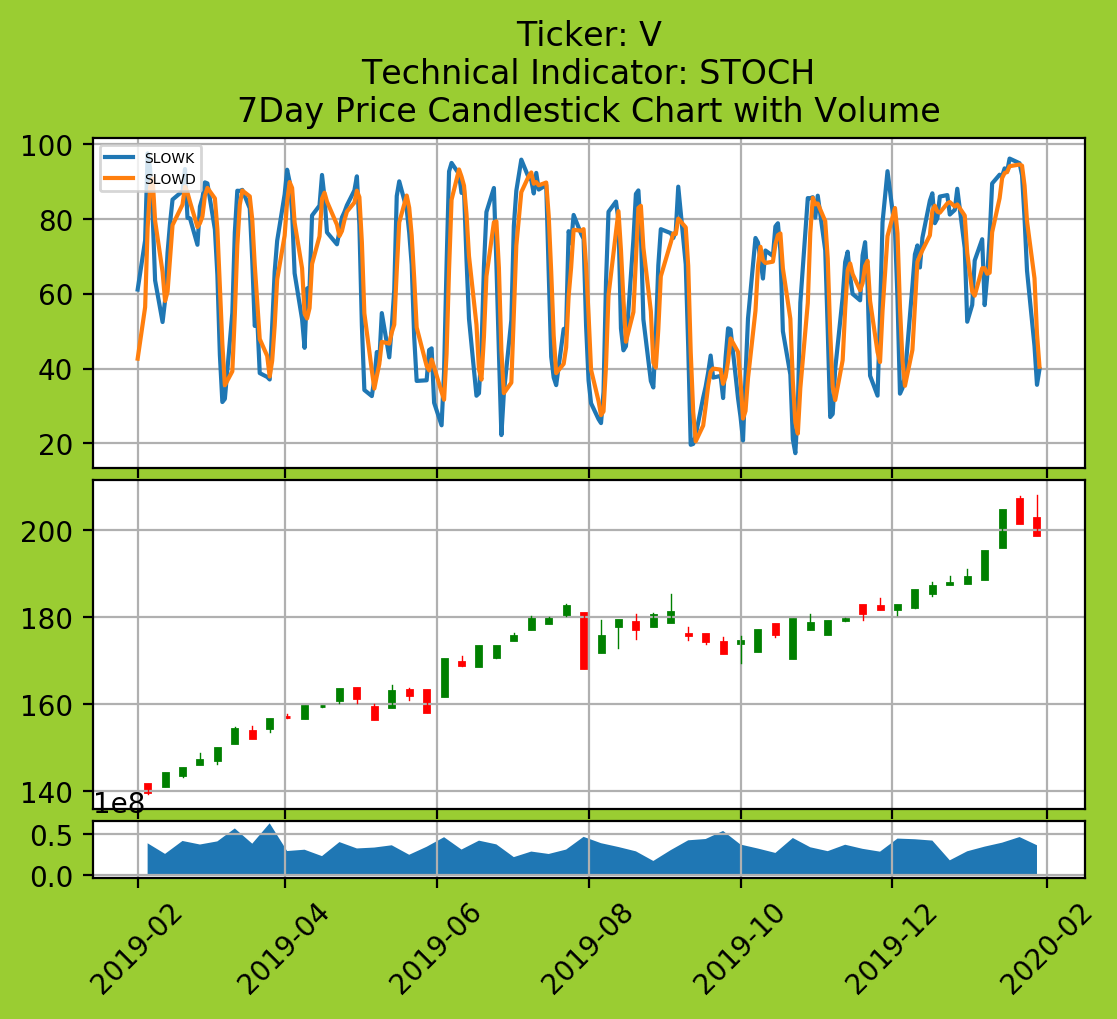 Ticker: V
Technical Indicator: STOCH
7Day Price Candlestick Chart with Volume
100
80
60
40
20
SLOWK
SLOWD
200
180
160
140
1e8
0.5
0.0
2019-02 2019-04 2019-06 2019-08 2019-10 2019-12 2020-02